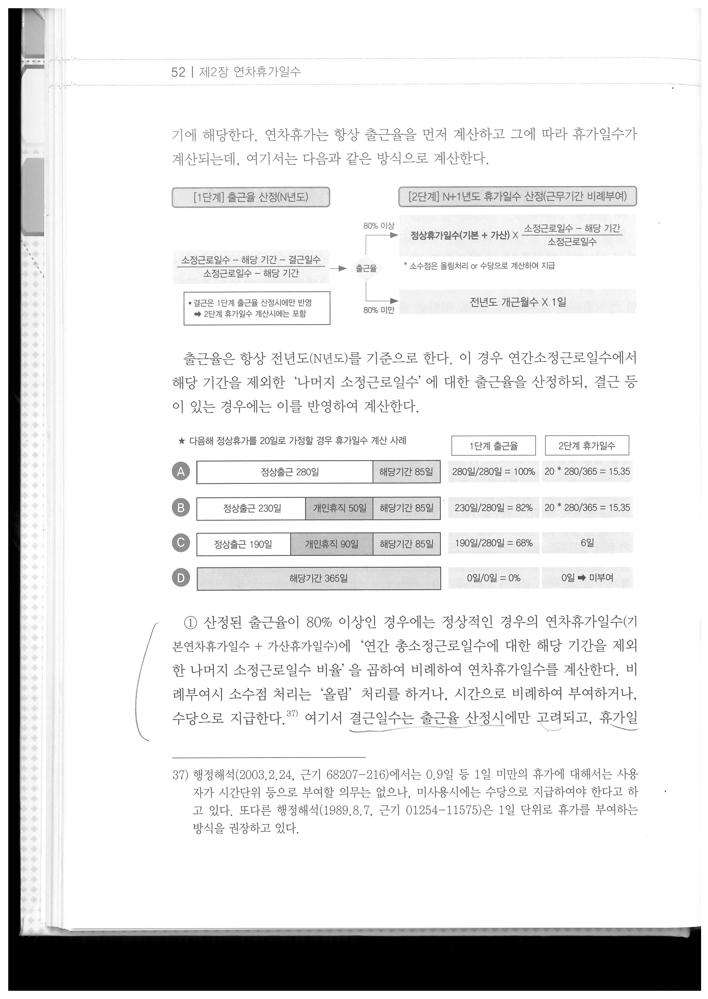 52 | 제2장 연차휴가일수
기에 해당한다. 연차휴가는 항상 출근율을 먼저 계산하고 그에 따라 휴가일수가
계산되는데, 여기서는 다음과 같은 방식으로 계산한다.
[1단계] 출근율 산정(N년도)
[2단계] N+1년도 휴가일수 산정(근무기간 비례부여)
소정근로일수 - 해당 기간 - 결근일수
소정근로일수 - 해당 기간
▪ 결근은 1단계 출근율 산정시에만 반영
➡ 2단계 휴가일수 계산시에는 포함
출근율
80% 이상
정상휴가일수(기본 + 가산) X
소정근로일수 - 해당 기간
소정근로일수
* 소수점은 올림처리 or 수당으로 계산하여 지급
80% 미만
전년도 개근월수 X 1일
출근율은 항상 전년도(N년도)를 기준으로 한다. 이 경우 연간소정근로일수에서
해당 기간을 제외한 ‘나머지 소정근로일수’에 대한 출근율을 산정하되, 결근 등
이 있는 경우에는 이를 반영하여 계산한다.
★ 다음해 정상휴가를 20일로 가정할 경우 휴가일수 계산 사례 1단계 출근율 2단계 휴가일수
A 정상출근 280일 해당기간 85일 280일/280일 = 100% 20 * 280/365 = 15.35
B 정상출근 230일 개인휴직 50일 해당기간 85일 230일/280일 = 82% 20 * 280/365 = 15.35
C 정상출근 190일 개인휴직 90일 해당기간 85일 190일/280일 = 68% 6일
D 해당기간 365일 0일/0일 = 0% 0일 ➡ 미부여
① 산정된 출근율이 80% 이상인 경우에는 정상적인 경우의 연차휴가일수(기
본연차휴가일수 + 가산휴가일수)에 ‘연간 총소정근로일수에 대한 해당 기간을 제외
한 나머지 소정근로일수 비율’을 곱하여 비례하여 연차휴가일수를 계산한다. 비
례부여시 소수점 처리는 ‘올림’ 처리를 하거나, 시간으로 비례하여 부여하거나,
수당으로 지급한다.37) 여기서 결근일수는 출근율 산정시에만 고려되고, 휴가일
37) 행정해석(2003.2.24, 근기 68207-216)에서는 0.9일 등 1일 미만의 휴가에 대해서는 사용
자가 시간단위 등으로 부여할 의무는 없으나, 미사용시에는 수당으로 지급하여야 한다고 하
고 있다. 또다른 행정해석(1989.8.7, 근기 01254-11575)은 1일 단위로 휴가를 부여하는
방식을 권장하고 있다.